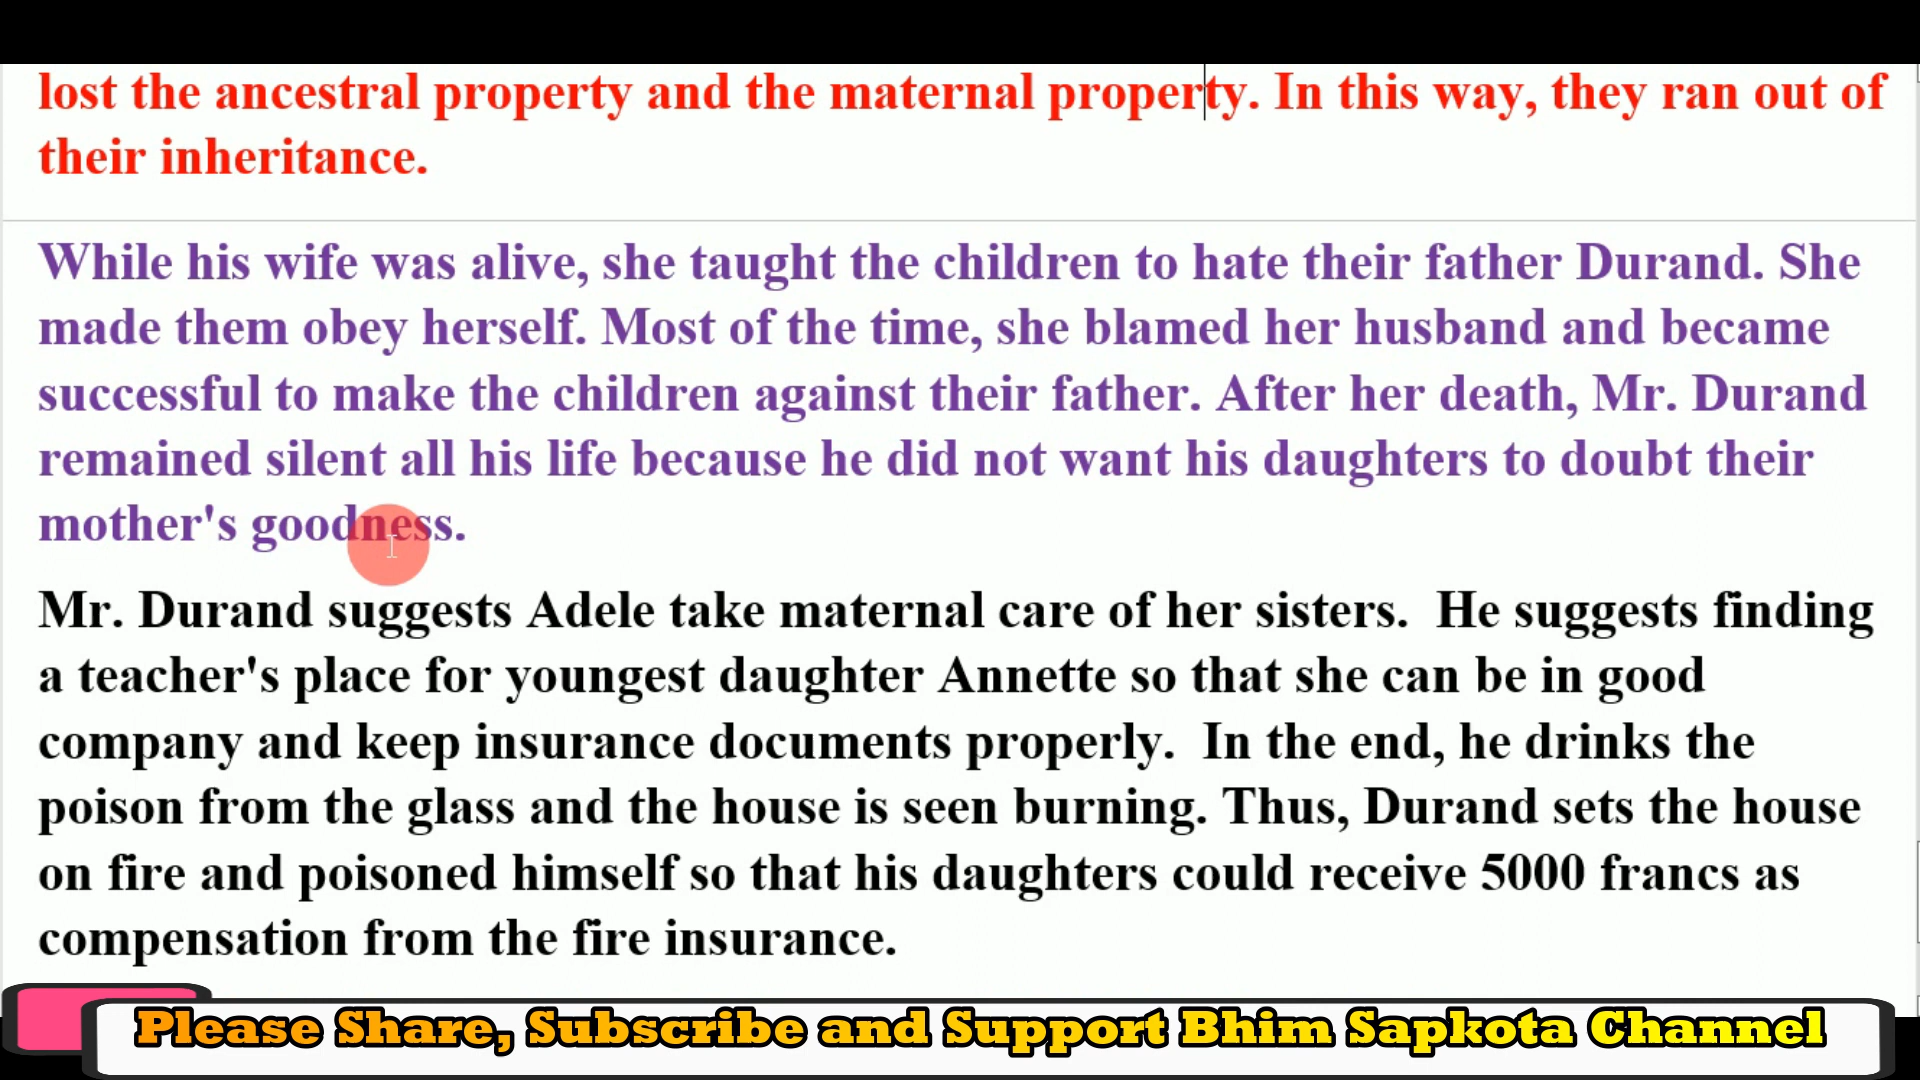 lost the ancestral property and the maternal property. In this way, they ran out of
their inheritance.
While his wife was alive, she taught the children to hate their father Durand. She
made them obey herself. Most of the time, she blamed her husband and became
successful to make the children against their father. After her death, Mr. Durand
remained silent all his life because he did not want his daughters to doubt their
mother's goodness.
Mr. Durand suggests Adele take maternal care of her sisters.  He suggests finding
a teacher's place for youngest daughter Annette so that she can be in good
company and keep insurance documents properly.  In the end, he drinks the
poison from the glass and the house is seen burning. Thus, Durand sets the house
on fire and poisoned himself so that his daughters could receive 5000 francs as
compensation from the fire insurance.
Please Share, Subscribe and Support Bhim Sapkota Channel